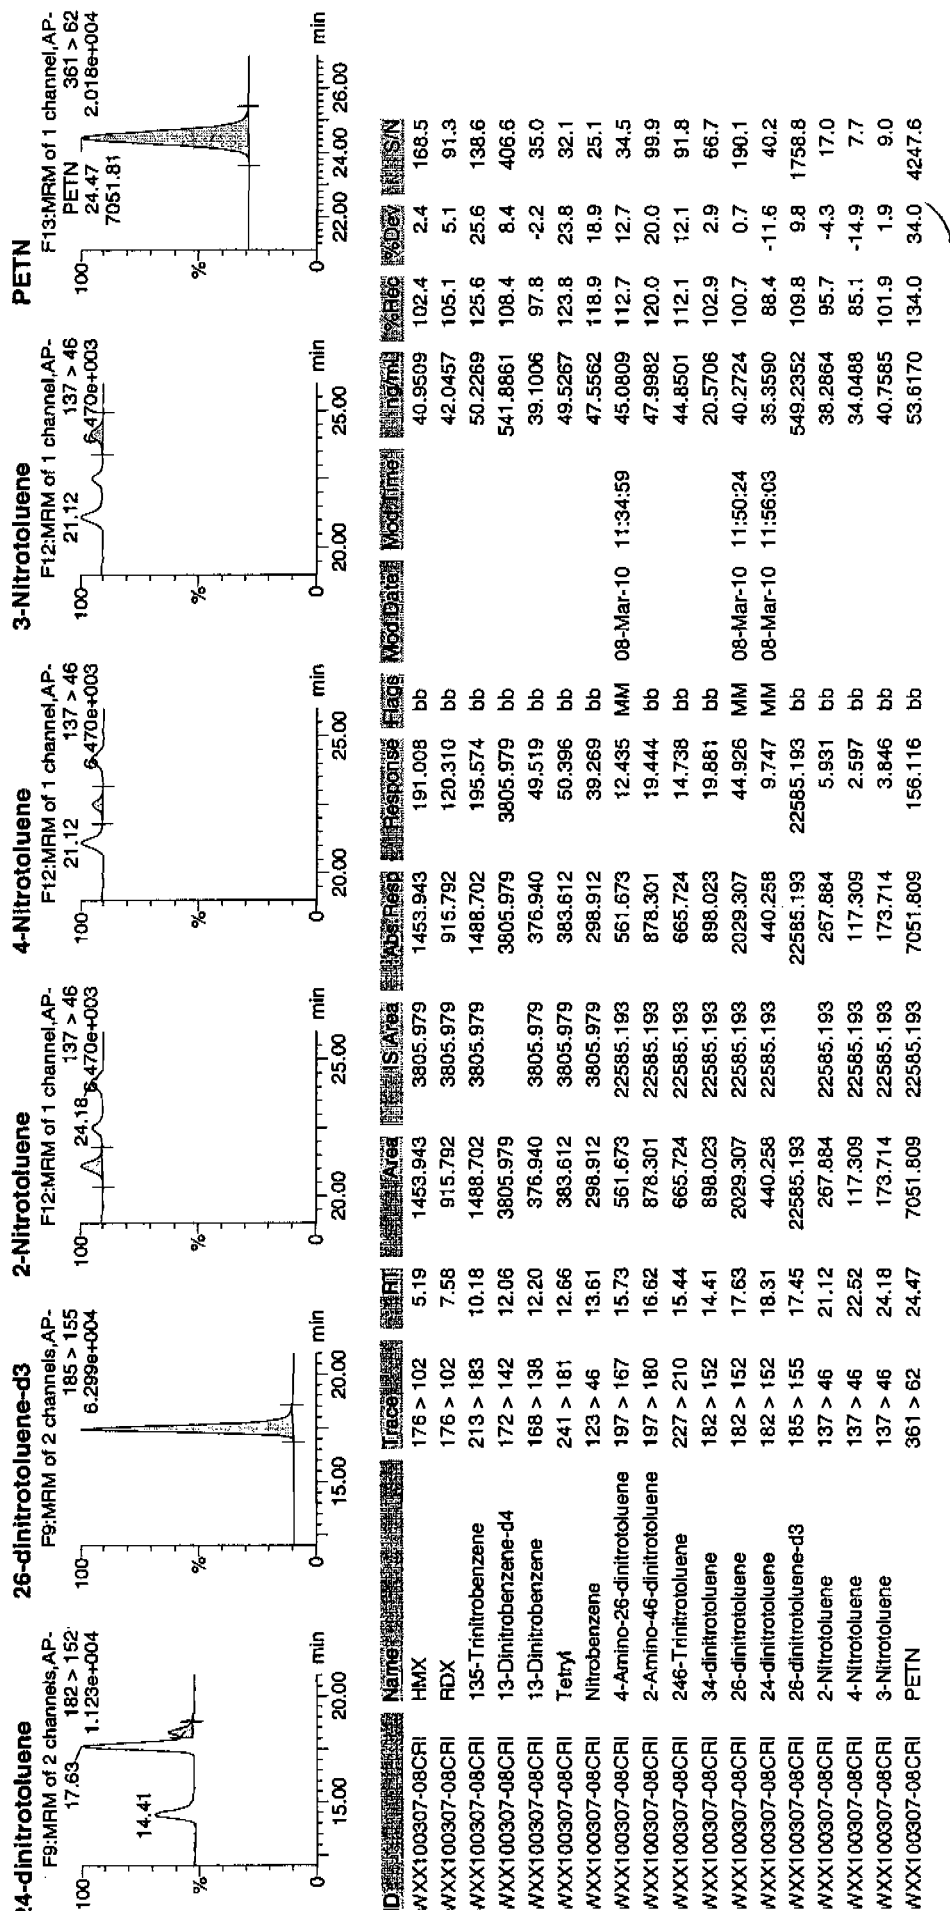 24-dinitrotoluene
F9:MRM of 2 channels,AP-
182 > 152
1.123e+004
17.63
14.41
100
%
0
15.00
20.00
min
26-dinitrotoluene-d3
F9:MRM of 2 channels,AP-
185 > 155
6.299e+004
100
%
0
15.00
20.00
min
2-Nitrotoluene
F12:MRM of 1 channel,AP-
137 > 46
6.470e+003
24.18
100
%
0
20.00
25.00
min
4-Nitrotoluene
F12:MRM of 1 channel,AP-
137 > 46
6.470e+003
21.12
100
%
0
20.00
25.00
min
3-Nitrotoluene
F12:MRM of 1 channel,AP-
137 > 46
6.470e+003
21.12
100
%
0
20.00
25.00
min
PETN
F13:MRM of 1 channel,AP-
361 > 62
2.018e+004
PETN
24.47
7051.81
100
%
0
22.00
24.00
26.00
min
ID Name Trace RT Area IS Area Abs.Resp Response Flags Mod.Date Mod.Time ng/mL %Rec %Dev S/N
WXX100307-08CRI HMX 176 > 102 5.19 1453.943 3805.979 1453.943 191.008 bb 40.9509 102.4 2.4 168.5
WXX100307-08CRI RDX 176 > 102 7.58 915.792 3805.979 915.792 120.310 bb 42.0457 105.1 5.1 91.3
WXX100307-08CRI 135-Trinitrobenzene 213 > 183 10.18 1488.702 3805.979 1488.702 195.574 bb 50.2269 125.6 25.6 138.6
WXX100307-08CRI 13-Dinitrobenzene-d4 172 > 142 12.06 3805.979 3805.979 3805.979 bb 541.8861 108.4 8.4 406.6
WXX100307-08CRI 13-Dinitrobenzene 168 > 138 12.20 376.940 3805.979 376.940 49.519 bb 39.1006 97.8 -2.2 35.0
WXX100307-08CRI Tetryl 241 > 181 12.66 383.612 3805.979 383.612 50.396 bb 49.5267 123.8 23.8 32.1
WXX100307-08CRI Nitrobenzene 123 > 46 13.61 298.912 3805.979 298.912 39.269 bb 47.5562 118.9 18.9 25.1
WXX100307-08CRI 4-Amino-26-dinitrotoluene 197 > 167 15.73 561.673 22585.193 561.673 12.435 MM 08-Mar-10 11:34:59 45.0809 112.7 12.7 34.5
WXX100307-08CRI 2-Amino-46-dinitrotoluene 197 > 180 16.62 878.301 22585.193 878.301 19.444 bb 47.9982 120.0 20.0 99.9
WXX100307-08CRI 246-Trinitrotoluene 227 > 210 15.44 665.724 22585.193 665.724 14.738 bb 44.8501 112.1 12.1 91.8
WXX100307-08CRI 34-dinitrotoluene 182 > 152 14.41 898.023 22585.193 898.023 19.881 bb 20.5706 102.9 2.9 66.7
WXX100307-08CRI 26-dinitrotoluene 182 > 152 17.63 2029.307 22585.193 2029.307 44.926 MM 08-Mar-10 11:50:24 40.2724 100.7 0.7 190.1
WXX100307-08CRI 24-dinitrotoluene 182 > 152 18.31 440.258 22585.193 440.258 9.747 MM 08-Mar-10 11:56:03 35.3590 88.4 -11.6 40.2
WXX100307-08CRI 26-dinitrotoluene-d3 185 > 155 17.45 22585.193 22585.193 22585.193 bb 549.2352 109.8 9.8 1758.8
WXX100307-08CRI 2-Nitrotoluene 137 > 46 21.12 267.884 22585.193 267.884 5.931 bb 38.2864 95.7 -4.3 17.0
WXX100307-08CRI 4-Nitrotoluene 137 > 46 22.52 117.309 22585.193 117.309 2.597 bb 34.0488 85.1 -14.9 7.7
WXX100307-08CRI 3-Nitrotoluene 137 > 46 24.18 173.714 22585.193 173.714 3.846 bb 40.7585 101.9 1.9 9.0
WXX100307-08CRI PETN 361 > 62 24.47 7051.809 22585.193 7051.809 156.116 bb 53.6170 134.0 34.0 4247.6